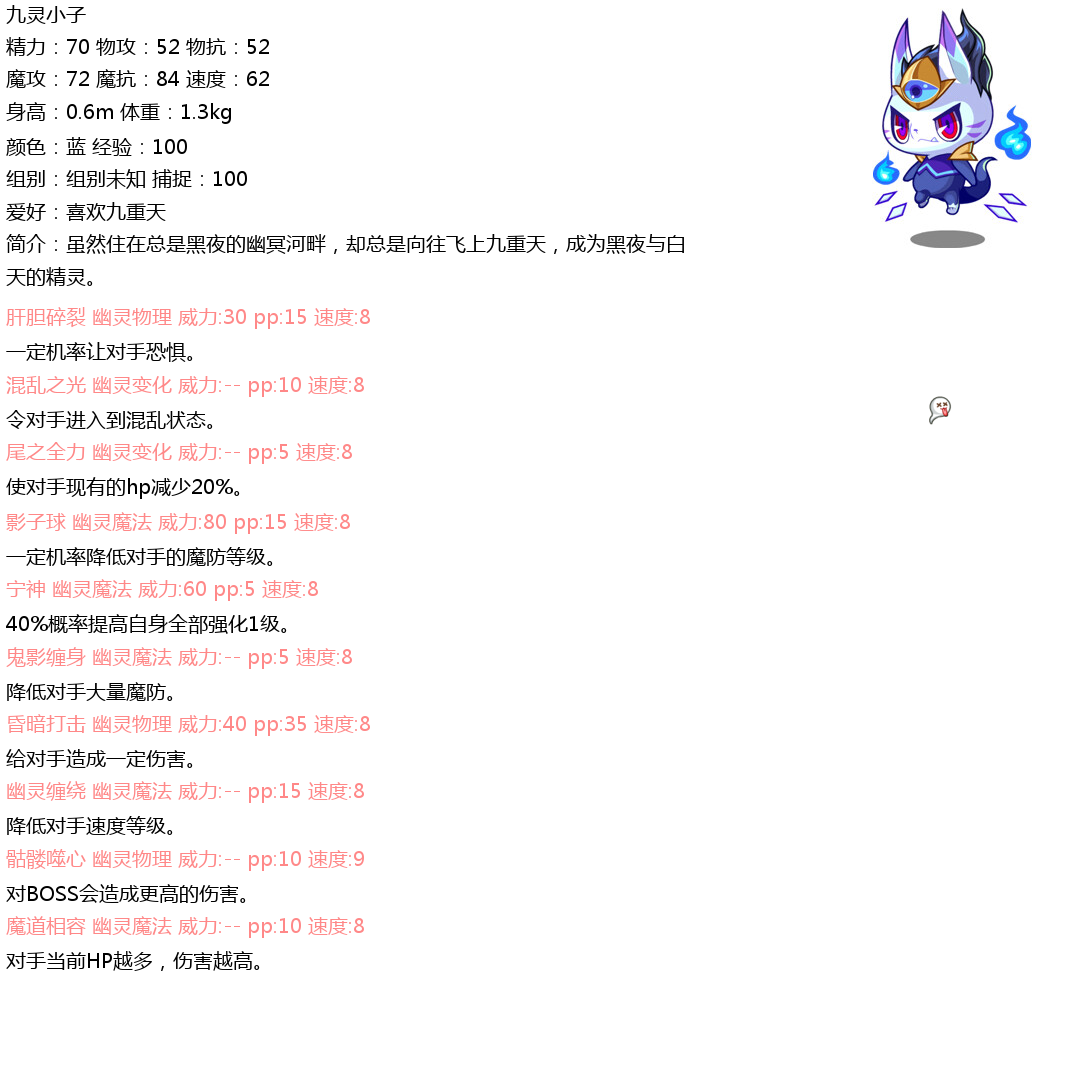 九灵小子
精力：70 物攻：52 物抗：52
魔攻：72 魔抗：84 速度：62
身高：0.6m 体重：1.3kg
颜色：蓝 经验：100
组别：组别未知 捕捉：100
爱好：喜欢九重天
简介：虽然住在总是黑夜的幽冥河畔，却总是向往飞上九重天，成为黑夜与白
天的精灵。
肝胆碎裂 幽灵物理 威力:30 pp:15 速度:8
一定机率让对手恐惧。
混乱之光 幽灵变化 威力:-- pp:10 速度:8
令对手进入到混乱状态。
尾之全力 幽灵变化 威力:-- pp:5 速度:8
使对手现有的hp减少20%。
影子球 幽灵魔法 威力:80 pp:15 速度:8
一定机率降低对手的魔防等级。
宁神 幽灵魔法 威力:60 pp:5 速度:8
40%概率提高自身全部强化1级。
鬼影缠身 幽灵魔法 威力:-- pp:5 速度:8
降低对手大量魔防。
昏暗打击 幽灵物理 威力:40 pp:35 速度:8
给对手造成一定伤害。
幽灵缠绕 幽灵魔法 威力:-- pp:15 速度:8
降低对手速度等级。
骷髅噬心 幽灵物理 威力:-- pp:10 速度:9
对BOSS会造成更高的伤害。
魔道相容 幽灵魔法 威力:-- pp:10 速度:8
对手当前HP越多，伤害越高。